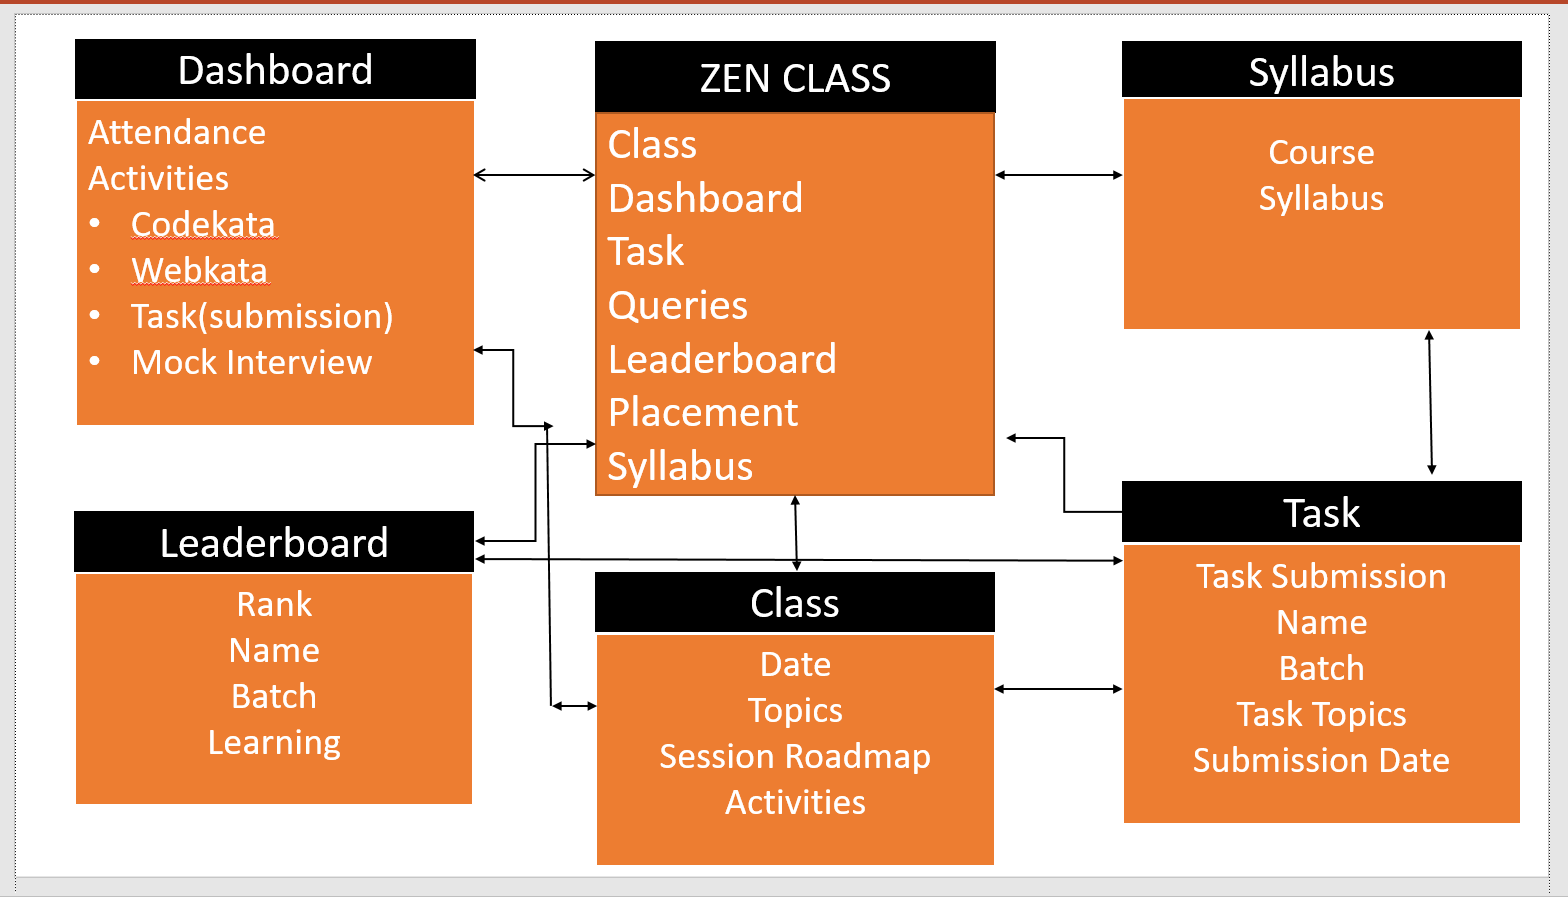 Dashboard
Attendance
Activities
• Codekata
• Webkata
• Task(submission)
• Mock Interview
ZEN CLASS
Class
Dashboard
Task
Queries
Leaderboard
Placement
Syllabus
Syllabus
Course
Syllabus
Leaderboard
Rank
Name
Batch
Learning
Class
Date
Topics
Session Roadmap
Activities
Task
Task Submission
Name
Batch
Task Topics
Submission Date